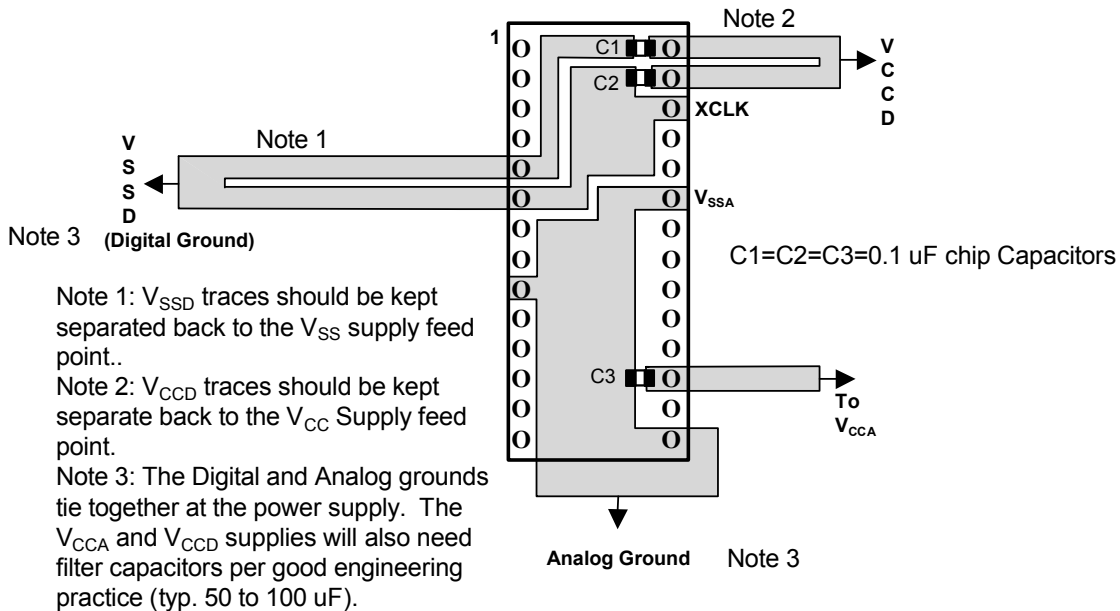 Note 2
1
C1
C2
V
C
C
D
XCLK
Note 1
V
S
S
D
Note 3
(Digital Ground)
VSSA
C1=C2=C3=0.1 uF chip Capacitors
Note 1: VSSD traces should be kept
separated back to the VSS supply feed
point..
Note 2: VCCD traces should be kept
separate back to the VCC Supply feed
point.
Note 3: The Digital and Analog grounds
tie together at the power supply.  The
VCCA and VCCD supplies will also need
filter capacitors per good engineering
practice (typ. 50 to 100 uF).
C3
To
VCCA
Analog Ground
Note 3